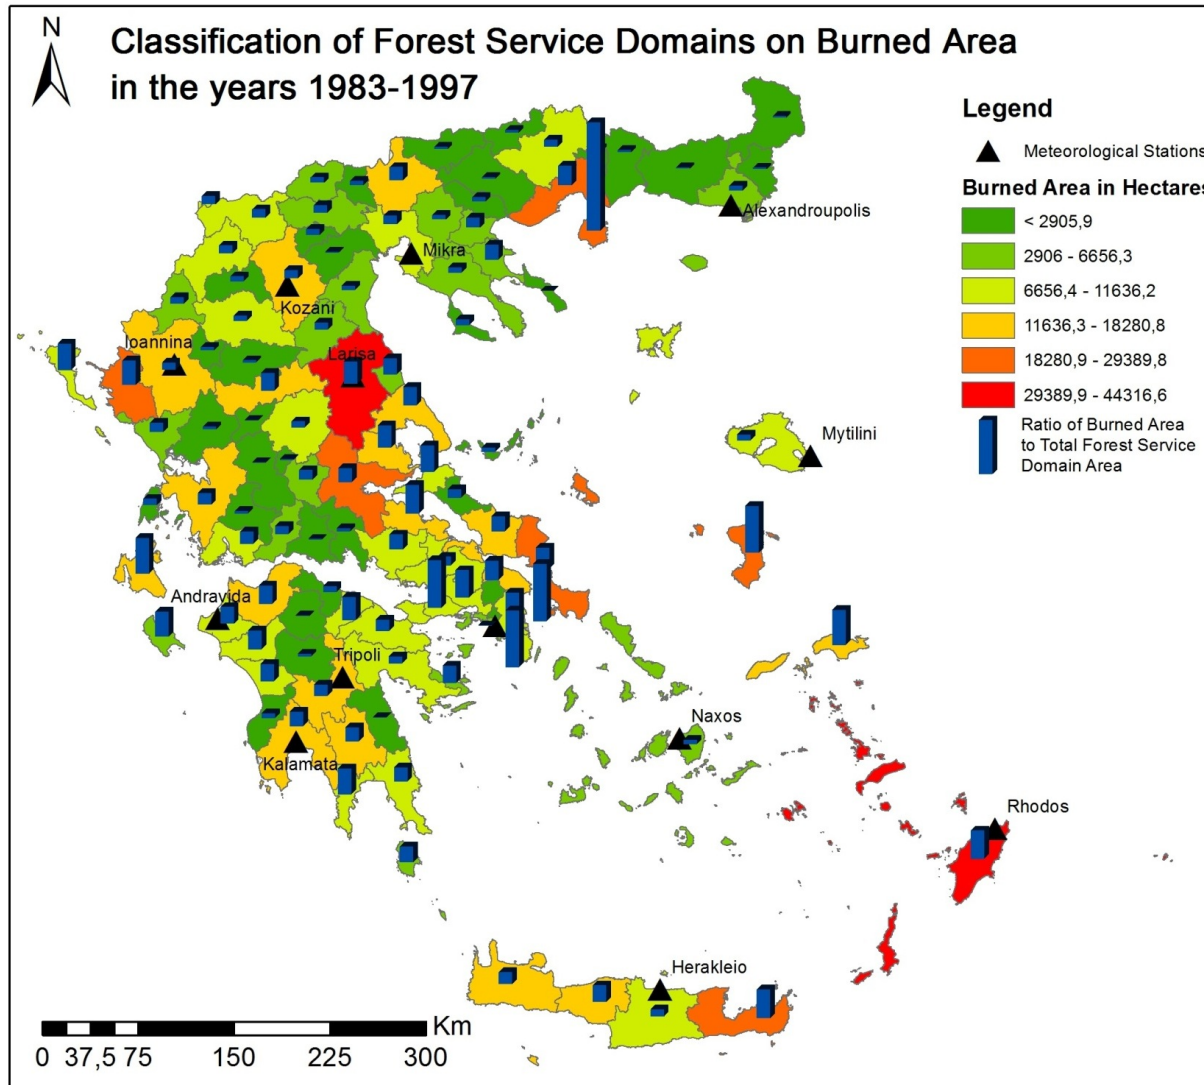 N
Classification of Forest Service Domains on Burned Area
in the years 1983-1997
Legend
Meteorological Stations
Burned Area in Hectares
< 2905,9
2906 - 6656,3
6656,4 - 11636,2
11636,3 - 18280,8
18280,9 - 29389,8
29389,9 - 44316,6
Ratio of Burned Area
to Total Forest Service
Domain Area
Alexandroupolis
Mikra
Kozani
Ioannina
Larisa
Mytilini
Andravida
Tripoli
Naxos
Kalamata
Rhodos
Herakleio
Km
0 37,5 75 150 225 300